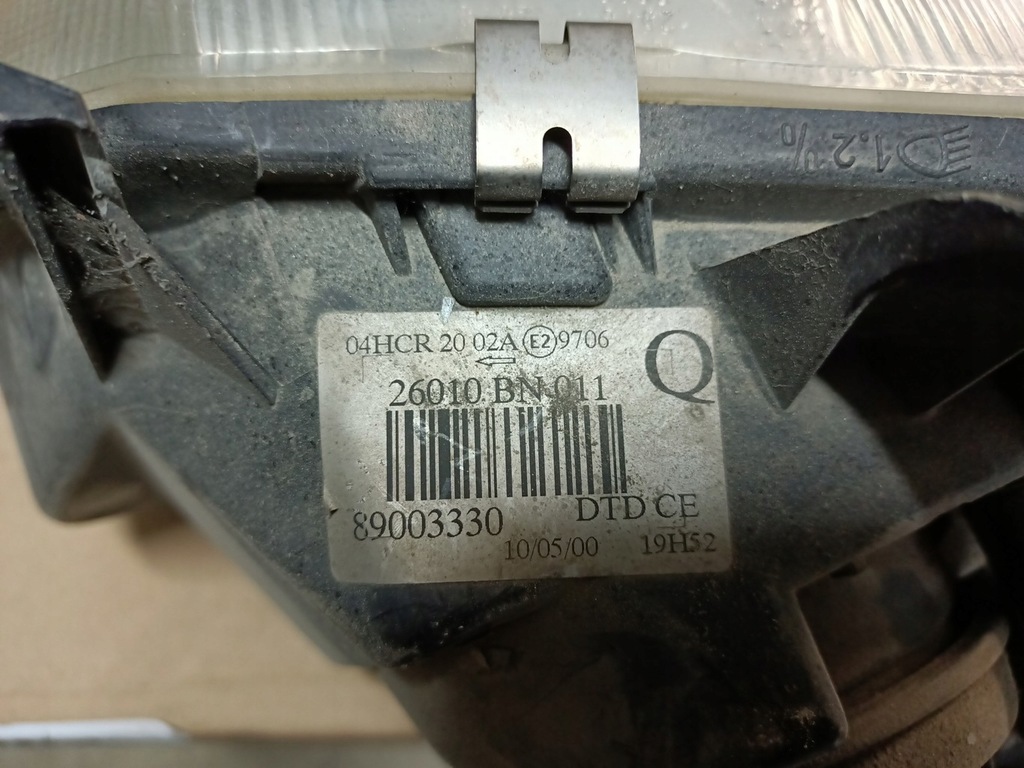 1.2%
04HCR 20 02A E2 9706
Q
26010 BN 011
89003330 DTD CE
10/05/00 19H52